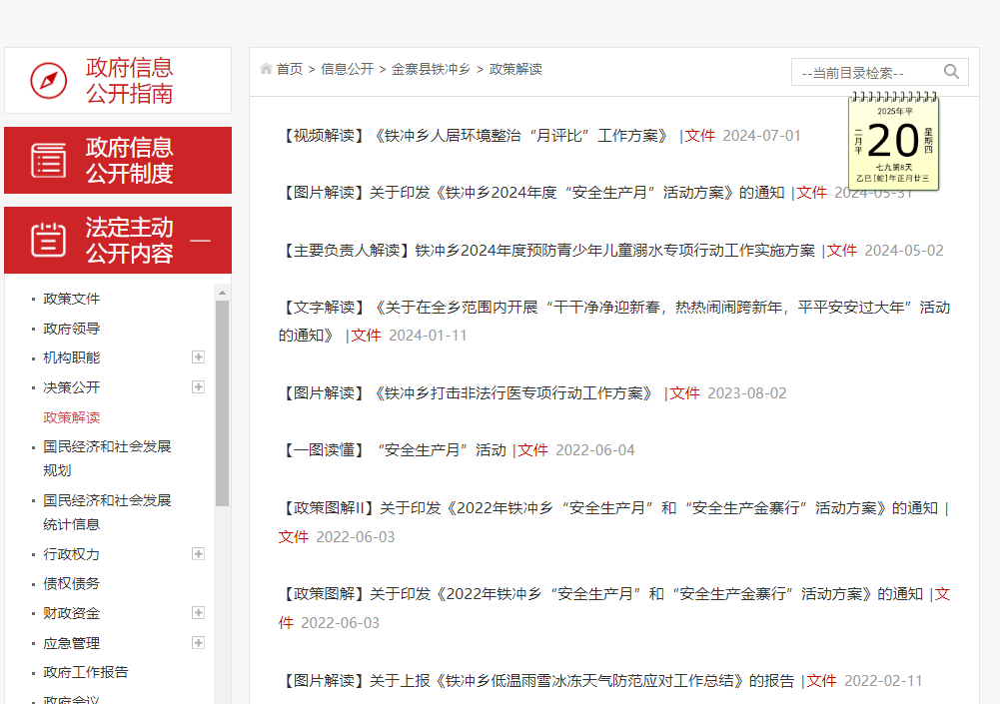 政府信息
公开指南
政府信息
公开制度
法定主动
公开内容
政策文件
政府领导
机构职能
决策公开
政策解读
国民经济和社会发展
规划
国民经济和社会发展
统计信息
行政权力
债权债务
财政资金
应急管理
政府工作报告
政府会议
首页 > 信息公开 > 金寨县铁冲乡 > 政策解读
--当前目录检索--
2025年平
二月平
20
星期四
七九第8天
乙巳[蛇]年正月廿三
【视频解读】《铁冲乡人居环境整治“月评比”工作方案》 |文件 2024-07-01
【图片解读】关于印发《铁冲乡2024年度“安全生产月”活动方案》的通知 |文件 2024-05-31
【主要负责人解读】铁冲乡2024年度预防青少年儿童溺水专项行动工作实施方案 |文件 2024-05-02
【文字解读】《关于在全乡范围内开展“干干净净迎新春，热热闹闹跨新年，平平安安过大年”活动
的通知》 |文件 2024-01-11
【图片解读】《铁冲乡打击非法行医专项行动工作方案》 |文件 2023-08-02
【一图读懂】“安全生产月”活动 |文件 2022-06-04
【政策图解II】关于印发《2022年铁冲乡“安全生产月”和“安全生产金寨行”活动方案》的通知 |
文件 2022-06-03
【政策图解】关于印发《2022年铁冲乡“安全生产月”和“安全生产金寨行”活动方案》的通知 |文
件 2022-06-03
【图片解读】关于上报《铁冲乡低温雨雪冰冻天气防范应对工作总结》的报告 |文件 2022-02-11